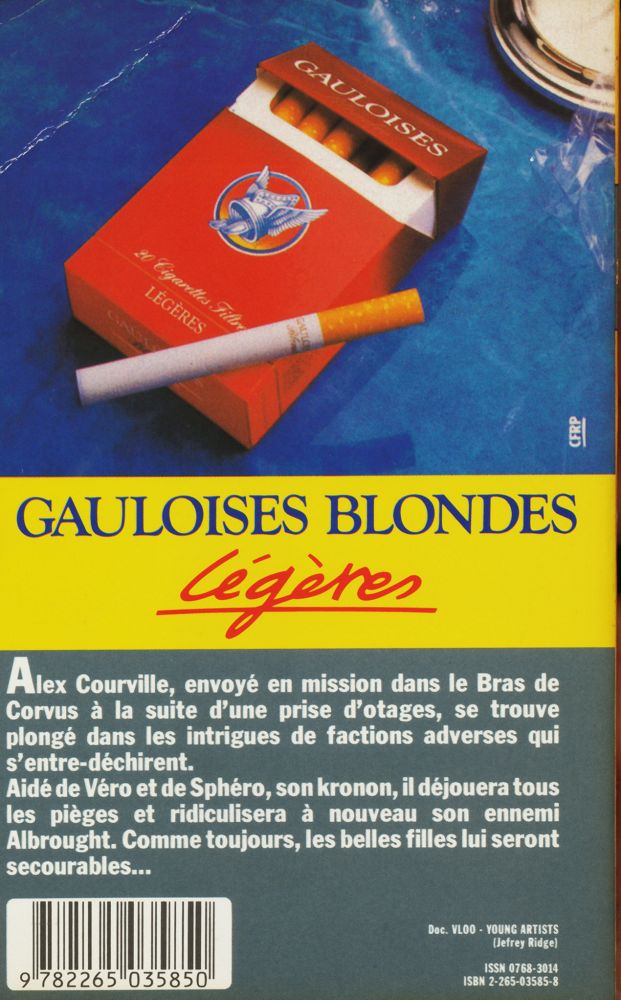 GAULOISES
20 Cigarettes Filtre
LÉGÈRES
CFRP
GAULOISES BLONDES
légères
Alex Courville, envoyé en mission dans le Bras de
Corvus à la suite d'une prise d'otages, se trouve
plongé dans les intrigues de factions adverses qui
s'entre-déchirent.
Aidé de Véro et de Sphéro, son kronon, il déjouera tous
les pièges et ridiculisera à nouveau son ennemi
Albrought. Comme toujours, les belles filles lui seront
secourables...
Doc. VLOO - YOUNG ARTISTS
(Jefrey Ridge)
ISSN 0768-3014
ISBN 2-265-03585-8
9 782265 035850